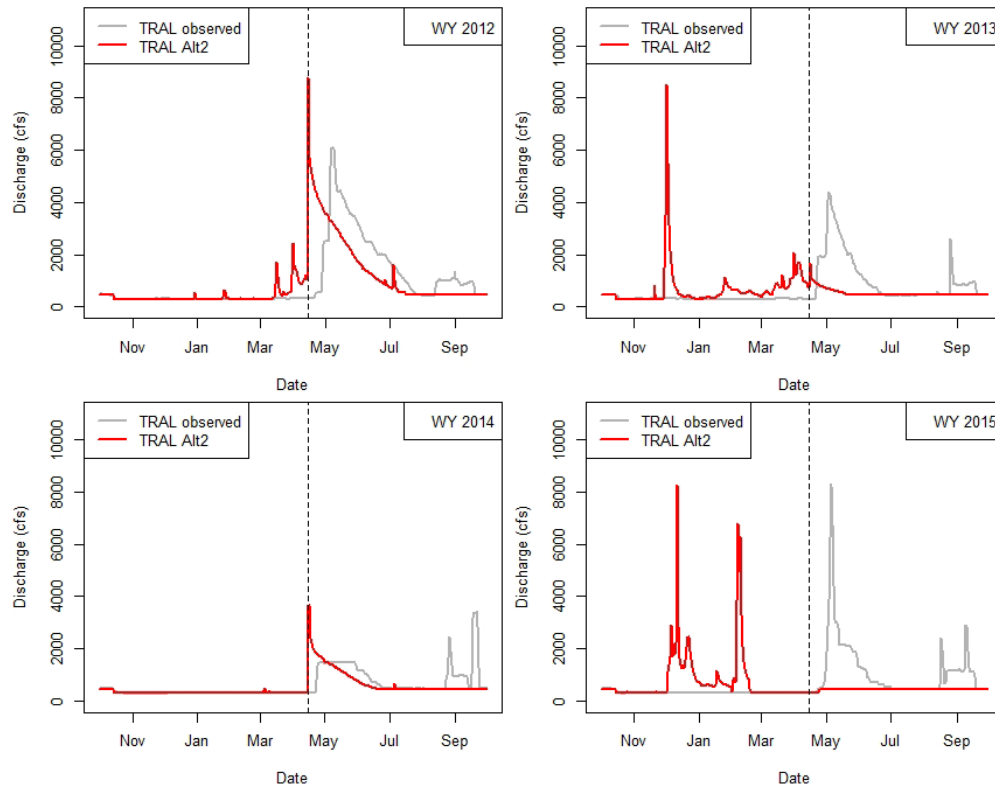 TRAL observed
TRAL Alt2
WY 2012
Discharge (cfs)
0 2000 4000 6000 8000 10000
Nov Jan Mar May Jul Sep
Date
TRAL observed
TRAL Alt2
WY 2013
Discharge (cfs)
0 2000 4000 6000 8000 10000
Nov Jan Mar May Jul Sep
Date
TRAL observed
TRAL Alt2
WY 2014
Discharge (cfs)
0 2000 4000 6000 8000 10000
Nov Jan Mar May Jul Sep
Date
TRAL observed
TRAL Alt2
WY 2015
Discharge (cfs)
0 2000 4000 6000 8000 10000
Nov Jan Mar May Jul Sep
Date